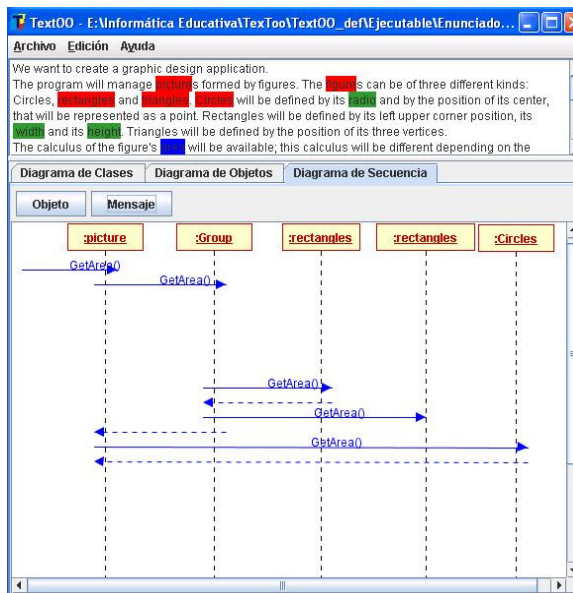 TextOO - E:\Informática Educativa\TexToo\TextOO_def\Ejecutable\Enunciado...
Archivo Edición Ayuda
We want to create a graphic design application.
The program will manage pictures formed by figures. The figures can be of three different kinds:
Circles, rectangles and triangles. Circles will be defined by its radio and by the position of its center,
that will be represented as a point. Rectangles will be defined by its left upper corner position, its
width and its height. Triangles will be defined by the position of its three vertices.
The calculus of the figure's area will be available; this calculus will be different depending on the
Diagrama de Clases Diagrama de Objetos Diagrama de Secuencia
Objeto Mensaje
:picture :Group :rectangles :rectangles :Circles
GetArea()
GetArea()
GetArea()
GetArea()
GetArea()